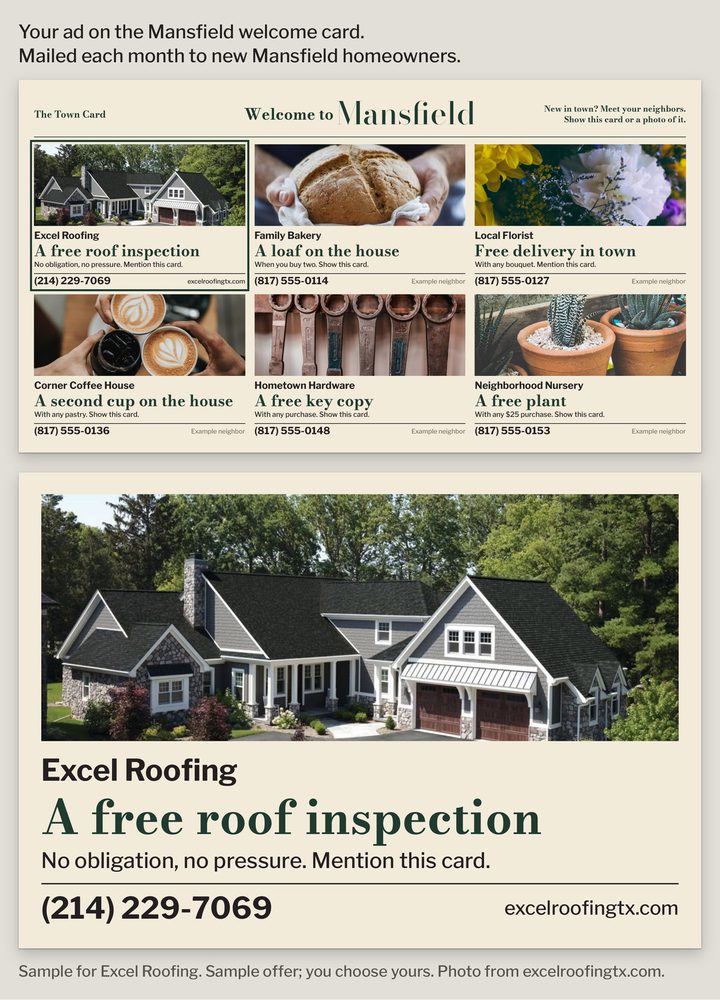 Your ad on the Mansfield welcome card.
Mailed each month to new Mansfield homeowners.
The Town Card
Welcome to Mansfield
New in town? Meet your neighbors.
Show this card or a photo of it.
Excel Roofing
A free roof inspection
No obligation, no pressure. Mention this card.
(214) 229-7069 excelroofingtx.com
Family Bakery
A loaf on the house
When you buy two. Show this card.
(817) 555-0114 Example neighbor
Local Florist
Free delivery in town
With any bouquet. Mention this card.
(817) 555-0127 Example neighbor
Corner Coffee House
A second cup on the house
With any pastry. Show this card.
(817) 555-0136 Example neighbor
Hometown Hardware
A free key copy
With any purchase. Show this card.
(817) 555-0148 Example neighbor
Neighborhood Nursery
A free plant
With any $25 purchase. Show this card.
(817) 555-0153 Example neighbor
Excel Roofing
A free roof inspection
No obligation, no pressure. Mention this card.
(214) 229-7069 excelroofingtx.com
Sample for Excel Roofing. Sample offer; you choose yours. Photo from excelroofingtx.com.